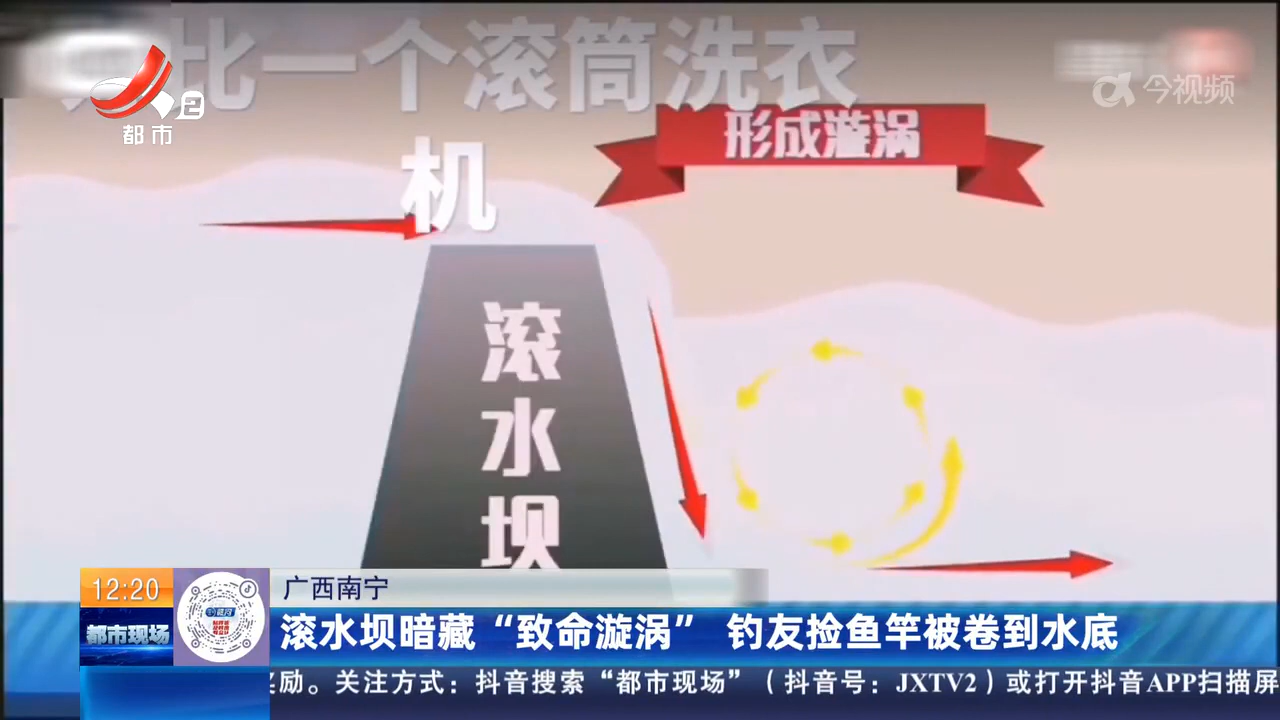 比一个滚筒洗衣
机
2
都市
今视频
形成漩涡
滚水坝
12:20
都市现场
广西南宁
滚水坝暗藏“致命漩涡” 钓友捡鱼竿被卷到水底
励。关注方式：抖音搜索“都市现场”（抖音号：JXTV2）或打开抖音APP扫描屏